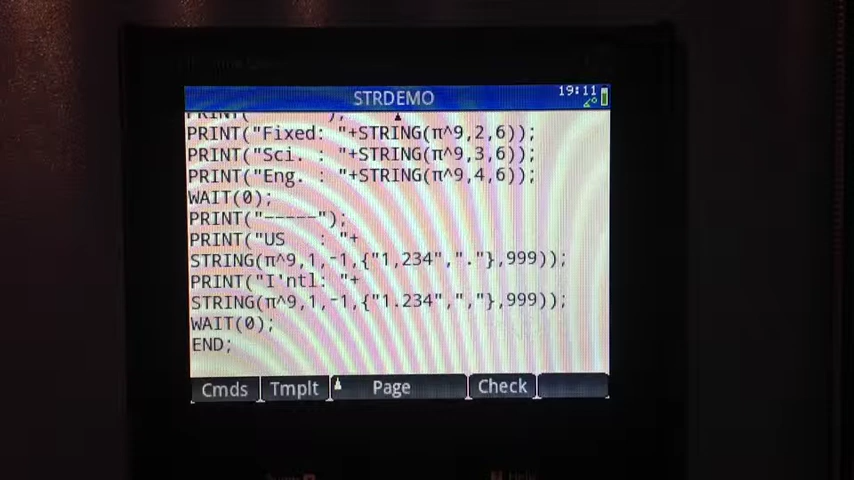 STRDEMO
19:11
PRINT("-----");
PRINT("Fixed: "+STRING(π^9,2,6));
PRINT("Sci. : "+STRING(π^9,3,6));
PRINT("Eng. : "+STRING(π^9,4,6));
WAIT(0);
PRINT("-----");
PRINT("US   : "+
STRING(π^9,1,-1,{"1,234","."},999));
PRINT("I'ntl: "+
STRING(π^9,1,-1,{"1.234",","},999));
WAIT(0);
END;
Cmds Tmplt Page Check
Help